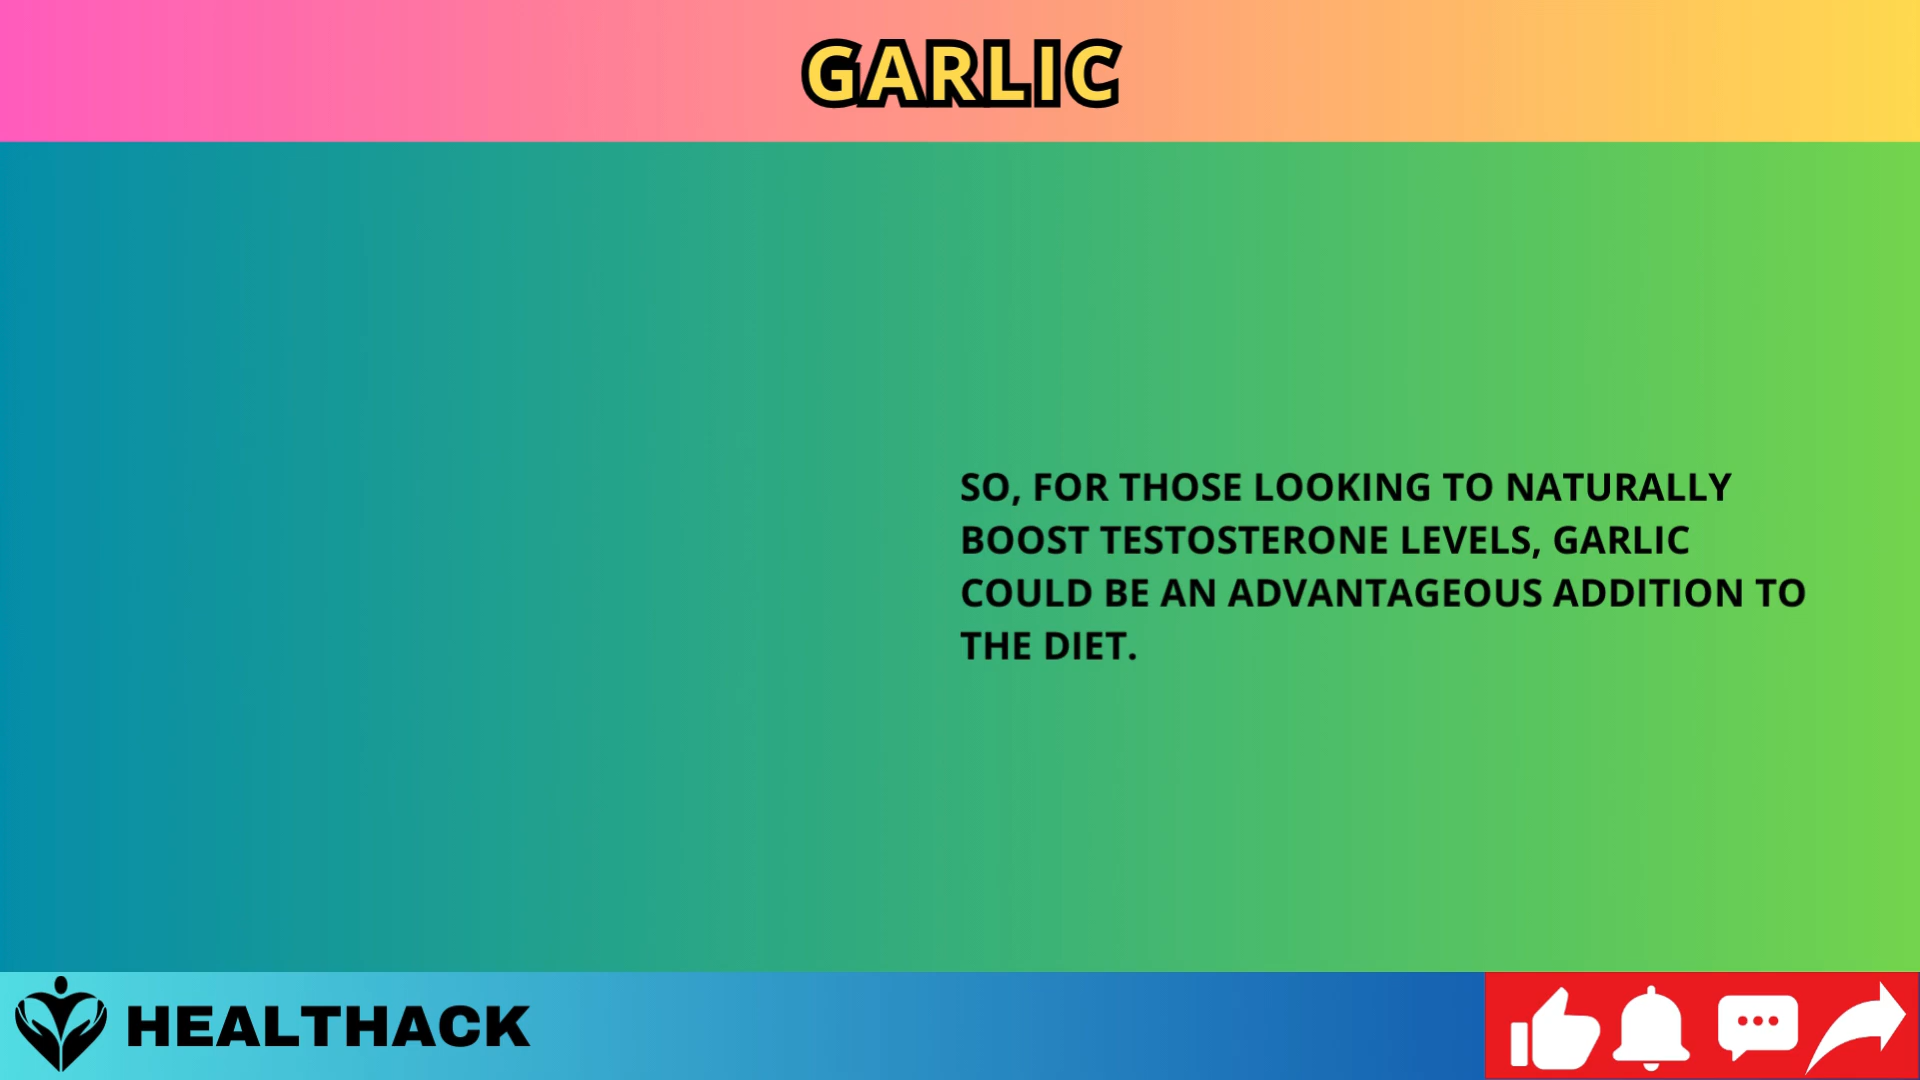 GARLIC
SO, FOR THOSE LOOKING TO NATURALLY
BOOST TESTOSTERONE LEVELS, GARLIC
COULD BE AN ADVANTAGEOUS ADDITION TO
THE DIET.
HEALTHACK